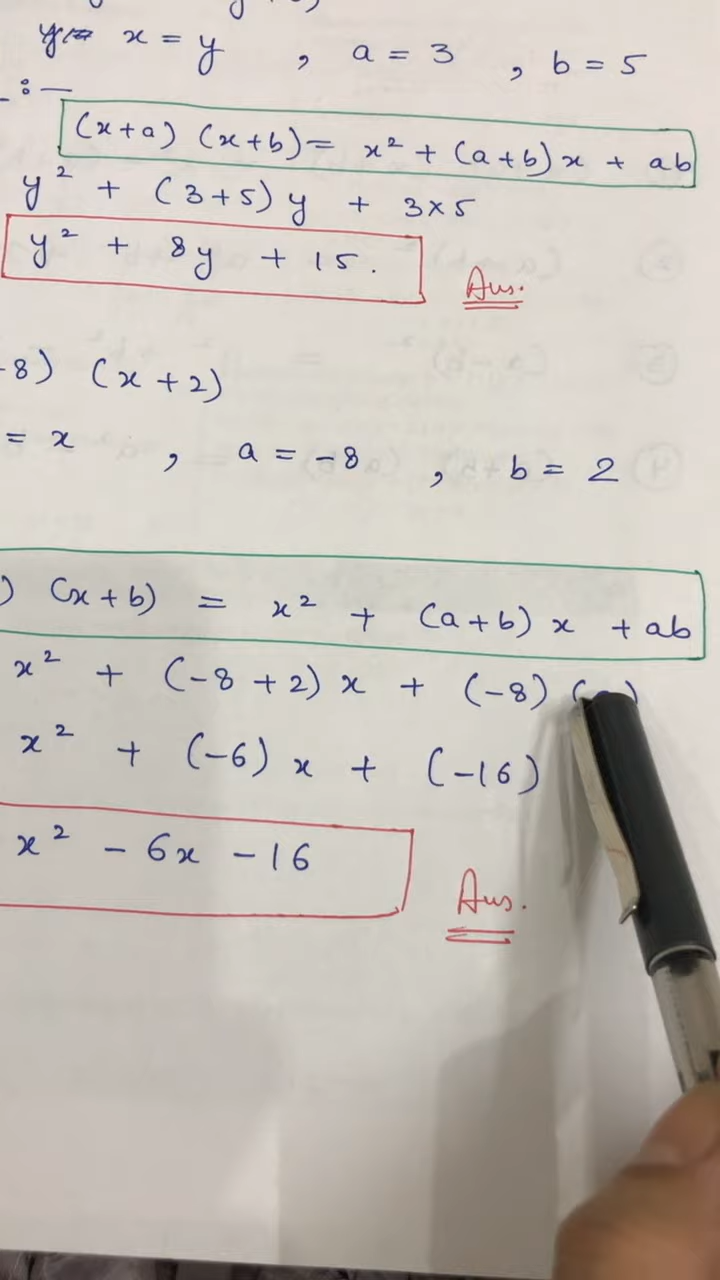 x = y , a = 3 , b = 5
:—
(x+a) (x+b) = x² + (a+b) x + ab
y² + (3+5) y + 3×5
y² + 8y + 15.
Ans.
8) (x+2)
= x , a = -8 , b = 2
) (x+b) = x² + (a+b) x + ab
x² + (-8+2) x + (-8) ( )
x² + (-6) x + (-16)
x² - 6x - 16
Ans.